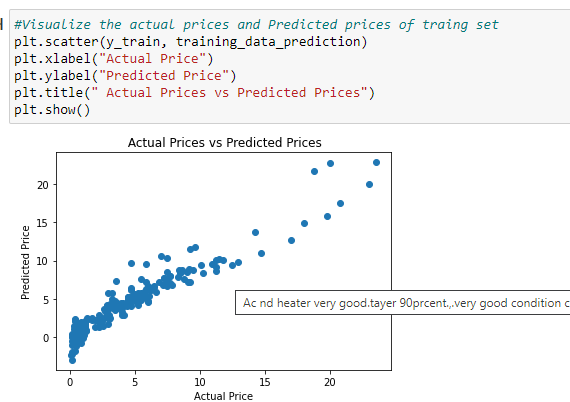 #Visualize the actual prices and Predicted prices of traing set
plt.scatter(y_train, training_data_prediction)
plt.xlabel("Actual Price")
plt.ylabel("Predicted Price")
plt.title(" Actual Prices vs Predicted Prices")
plt.show()
Actual Prices vs Predicted Prices
Predicted Price
20
15
10
5
0
Ac nd heater very good.tayer 90prcent.,.very good condition c
0 5 10 15 20
Actual Price